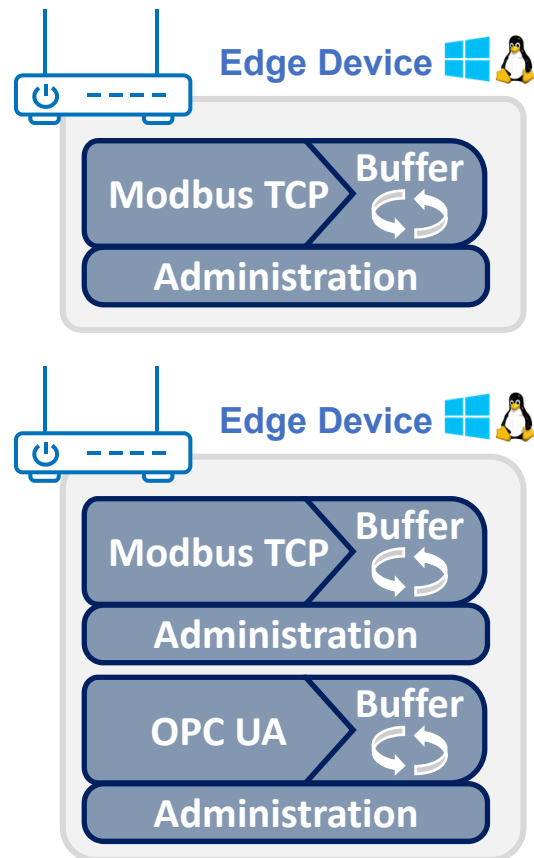 Edge Device
Modbus TCP
Buffer
Administration
Edge Device
Modbus TCP
Buffer
Administration
OPC UA
Buffer
Administration